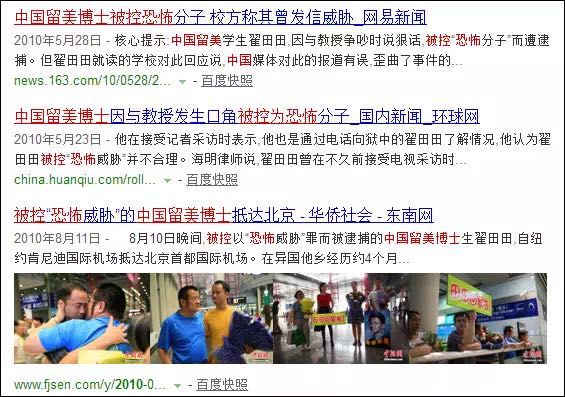 中国留美博士被控恐怖分子 校方称其曾发信威胁_网易新闻
2010年5月28日 - 核心提示:中国留美学生翟田田,因与教授争吵时说狠话,被控“恐怖分子”而遭逮
捕。但翟田田就读的学校对此回应说,中国媒体对此的报道有误,歪曲了事件的...
news.163.com/10/0528/2... - 百度快照
中国留美博士因与教授发生口角被控为恐怖分子_国内新闻_环球网
2010年5月23日 - 他在接受记者采访时表示,他也是通过电话向狱中的翟田田了解情况,他认为翟
田田被控“恐怖威胁”并不合理。海明律师说,翟田田曾在不久前接受电视采访时...
china.huanqiu.com/roll... - 百度快照
被控“恐怖威胁”的中国留美博士抵达北京 - 华侨社会 - 东南网
2010年8月11日 - 8月10日晚间,被控以“恐怖威胁”罪而被逮捕的中国留美博士生翟田田,自纽
约肯尼迪国际机场抵达北京首都国际机场。在异国他乡经历约4个月...
www.fjsen.com/y/2010-0... - 百度快照